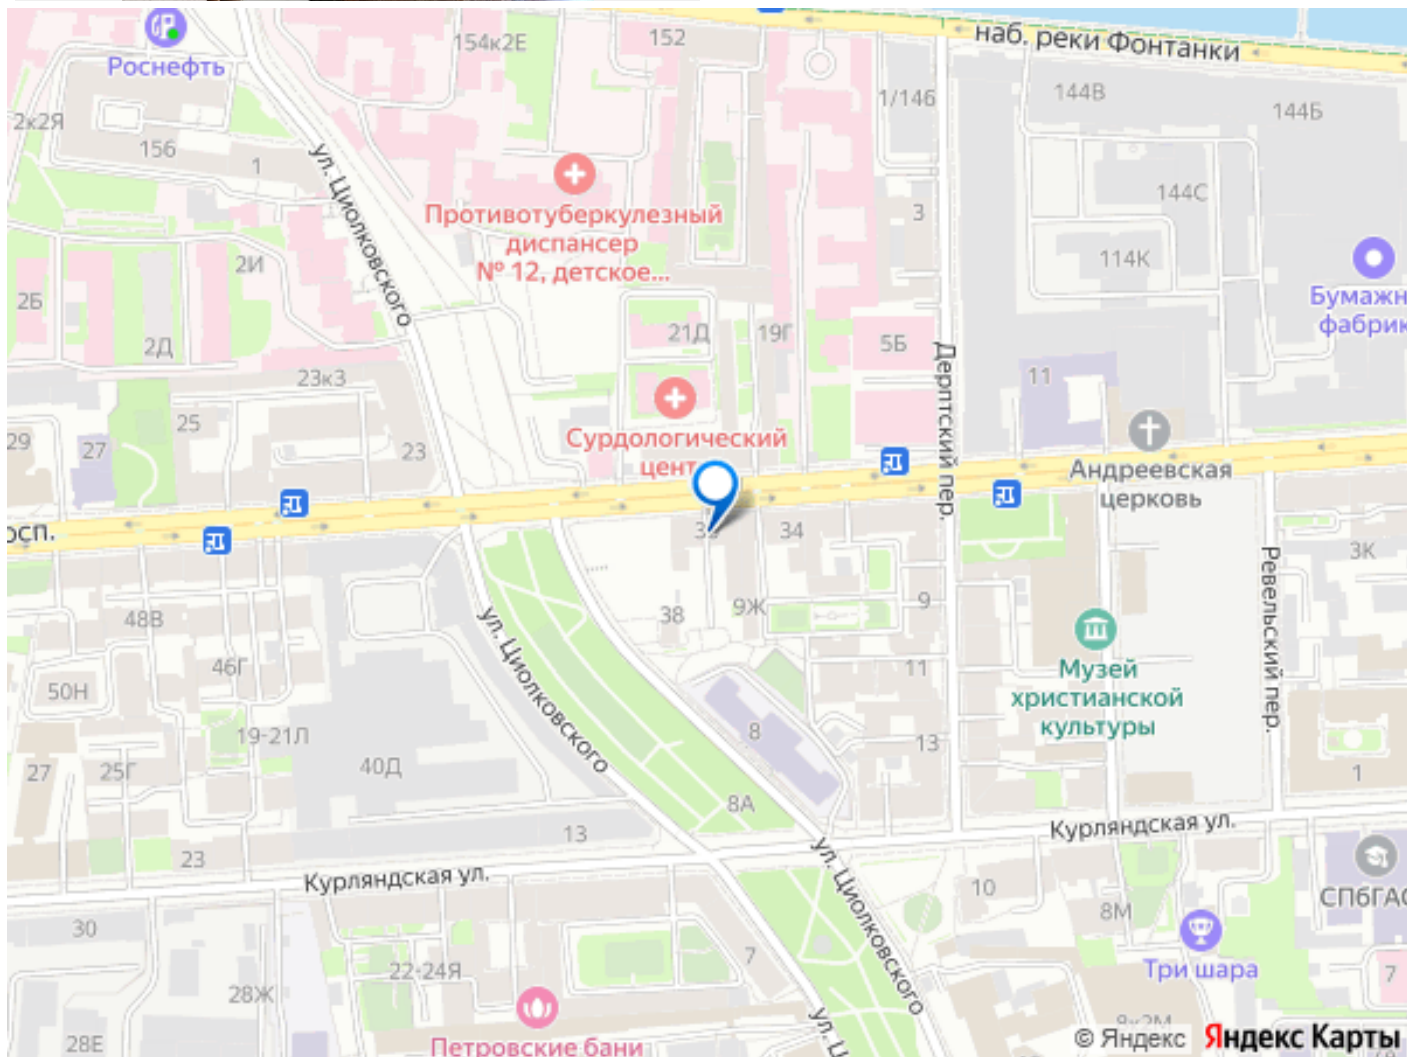 наб. реки Фонтанки
Роснефть
154к2Е
152
1/146
144В
144Б
2к2Я
156
1
ул. Циолковского
Противотуберкулезный
диспансер
№ 12, детское...
3
144С
114К
2И
2Б
2Д
Бумажн
фабрик
21Д
19Г
5Б
Дерптский пер.
11
23к3
25
29
27
23
Сурдологический
цент
Андреевская
церковь
осп.
34
3К
48В
38
9Ж
9
Ревельский пер.
ул. Циолковского
46Г
50Н
11
Музей
христианской
культуры
19-21Л
8
13
27
25Г
40Д
1
8А
13
Курляндская ул.
23
Курляндская ул.
ул. Циолковского
10
8М
СПбГАС
30
22-24Я
7
Три шара
7
28Ж
28Е
Петровские бани
ул. Ц
9к2М
© Яндекс Яндекс Карты